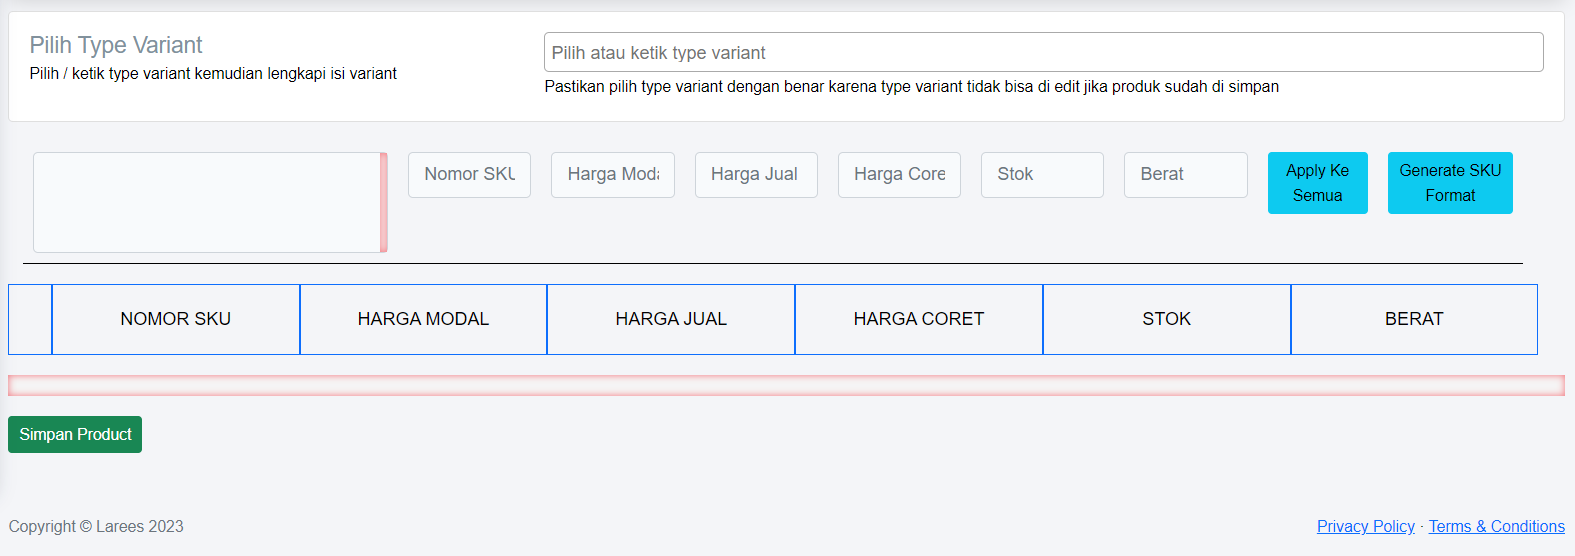 Pilih Type Variant
Pilih / ketik type variant kemudian lengkapi isi variant
Pilih atau ketik type variant
Pastikan pilih type variant dengan benar karena type variant tidak bisa di edit jika produk sudah di simpan
Nomor SKU
Harga Moda
Harga Jual
Harga Core
Stok
Berat
Apply Ke
Semua
Generate SKU
Format
NOMOR SKU
HARGA MODAL
HARGA JUAL
HARGA CORET
STOK
BERAT
Simpan Product
Copyright © Larees 2023
Privacy Policy · Terms & Conditions